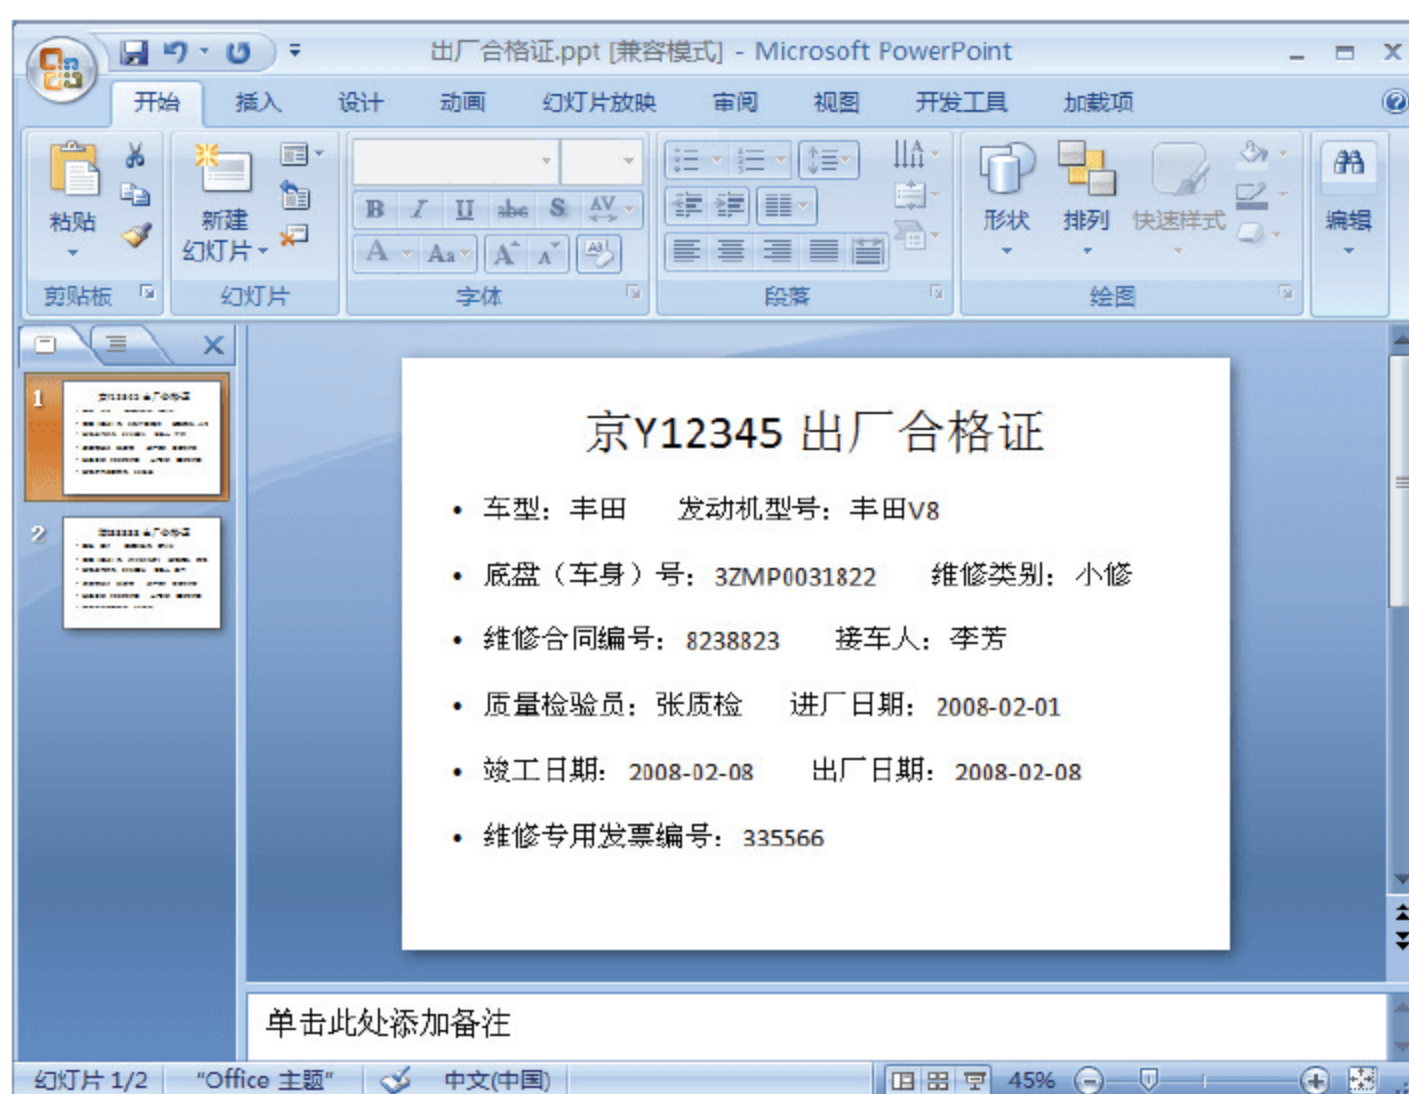 出厂合格证.ppt [兼容模式] - Microsoft PowerPoint
开始 插入 设计 动画 幻灯片放映 审阅 视图 开发工具 加载项
粘贴 新建 幻灯片 形状 排列 快速样式 编辑
B I U abe S AV
A Aa A A
剪贴板 幻灯片 字体 段落 绘图
1
2
京Y12345 出厂合格证
• 车型：丰田 发动机型号：丰田V8
• 底盘（车身）号：3ZMP0031822 维修类别：小修
• 维修合同编号：8238823 接车人：李芳
• 质量检验员：张质检 进厂日期：2008-02-01
• 竣工日期：2008-02-08 出厂日期：2008-02-08
• 维修专用发票编号：335566
单击此处添加备注
幻灯片 1/2 "Office 主题" 中文(中国) 45%